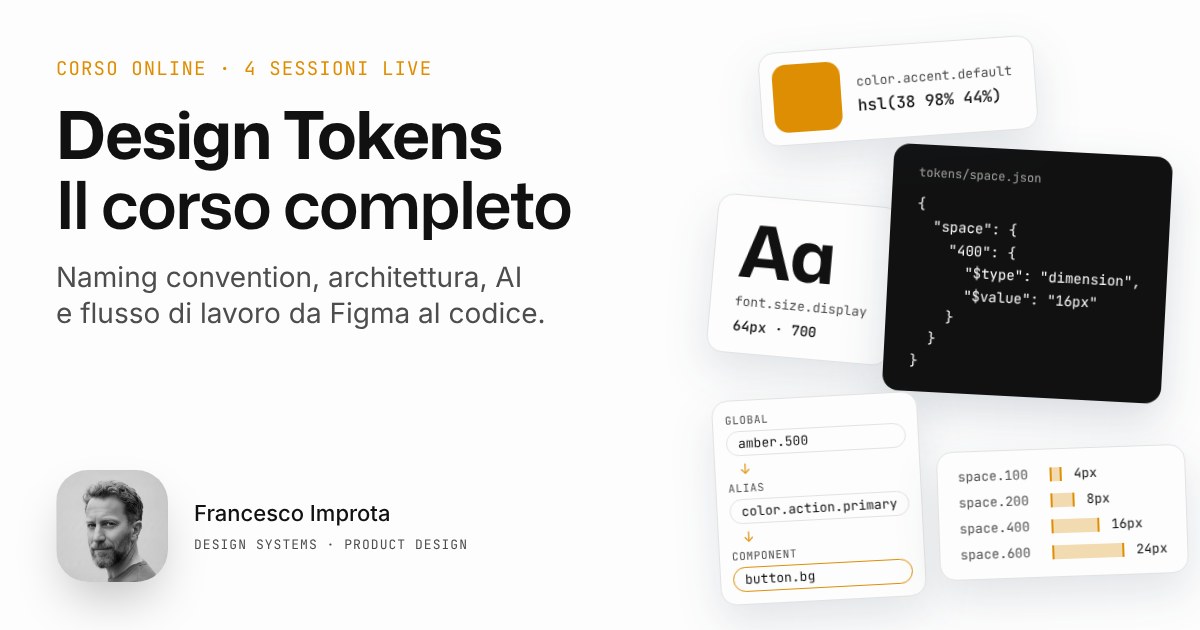 CORSO ONLINE · 4 SESSIONI LIVE
Design Tokens
Il corso completo
Naming convention, architettura, AI
e flusso di lavoro da Figma al codice.
Francesco Improta
DESIGN SYSTEMS · PRODUCT DESIGN
color.accent.default
hsl(38 98% 44%)
tokens/space.json
{
"space": {
"400": {
"$type": "dimension",
"$value": "16px"
}
}
}
Aa
font.size.display
64px · 700
GLOBAL
amber.500
↓
ALIAS
color.action.primary
↓
COMPONENT
button.bg
space.100 4px
space.200 8px
space.400 16px
space.600 24px